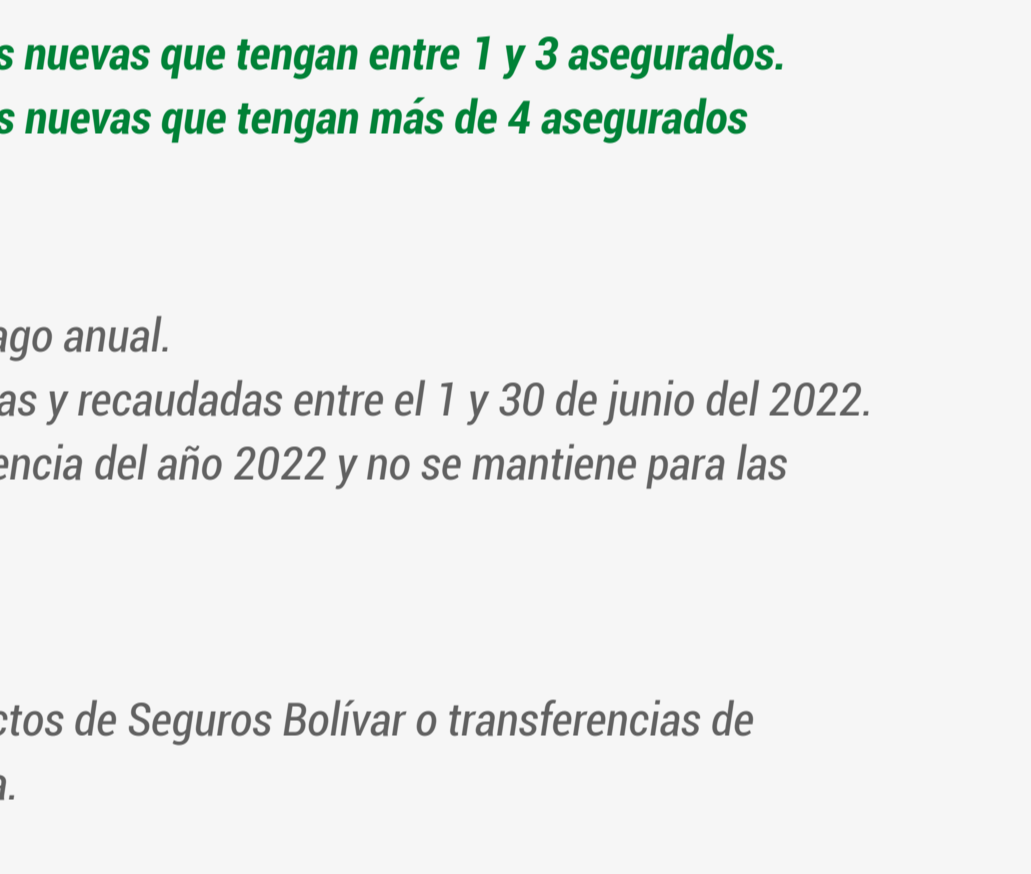 s nuevas que tengan entre 1 y 3 asegurados.
s nuevas que tengan más de 4 asegurados
ago anual.
as y recaudadas entre el 1 y 30 de junio del 2022.
encia del año 2022 y no se mantiene para las
ctos de Seguros Bolívar o transferencias de
a.